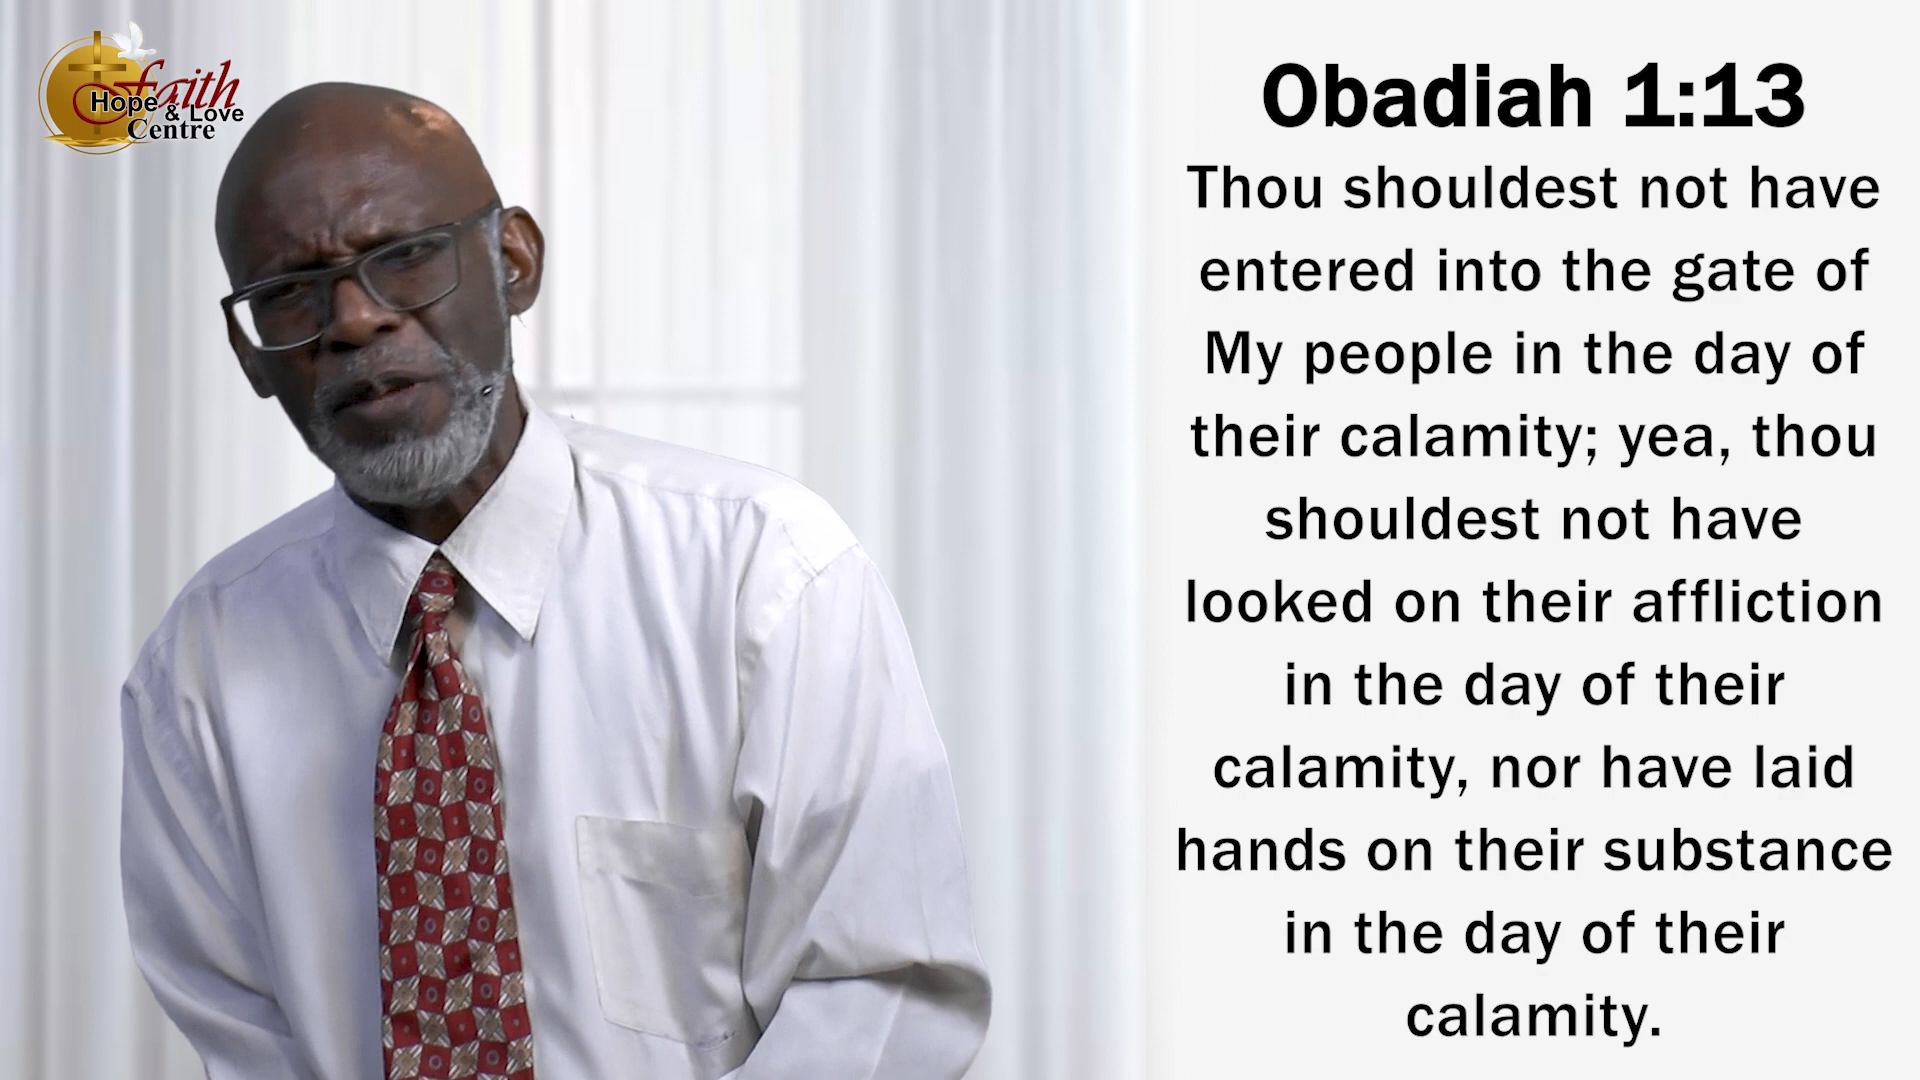 faith
Hope
& Love
Centre
Obadiah 1:13
Thou shouldest not have
entered into the gate of
My people in the day of
their calamity; yea, thou
shouldest not have
looked on their affliction
in the day of their
calamity, nor have laid
hands on their substance
in the day of their
calamity.